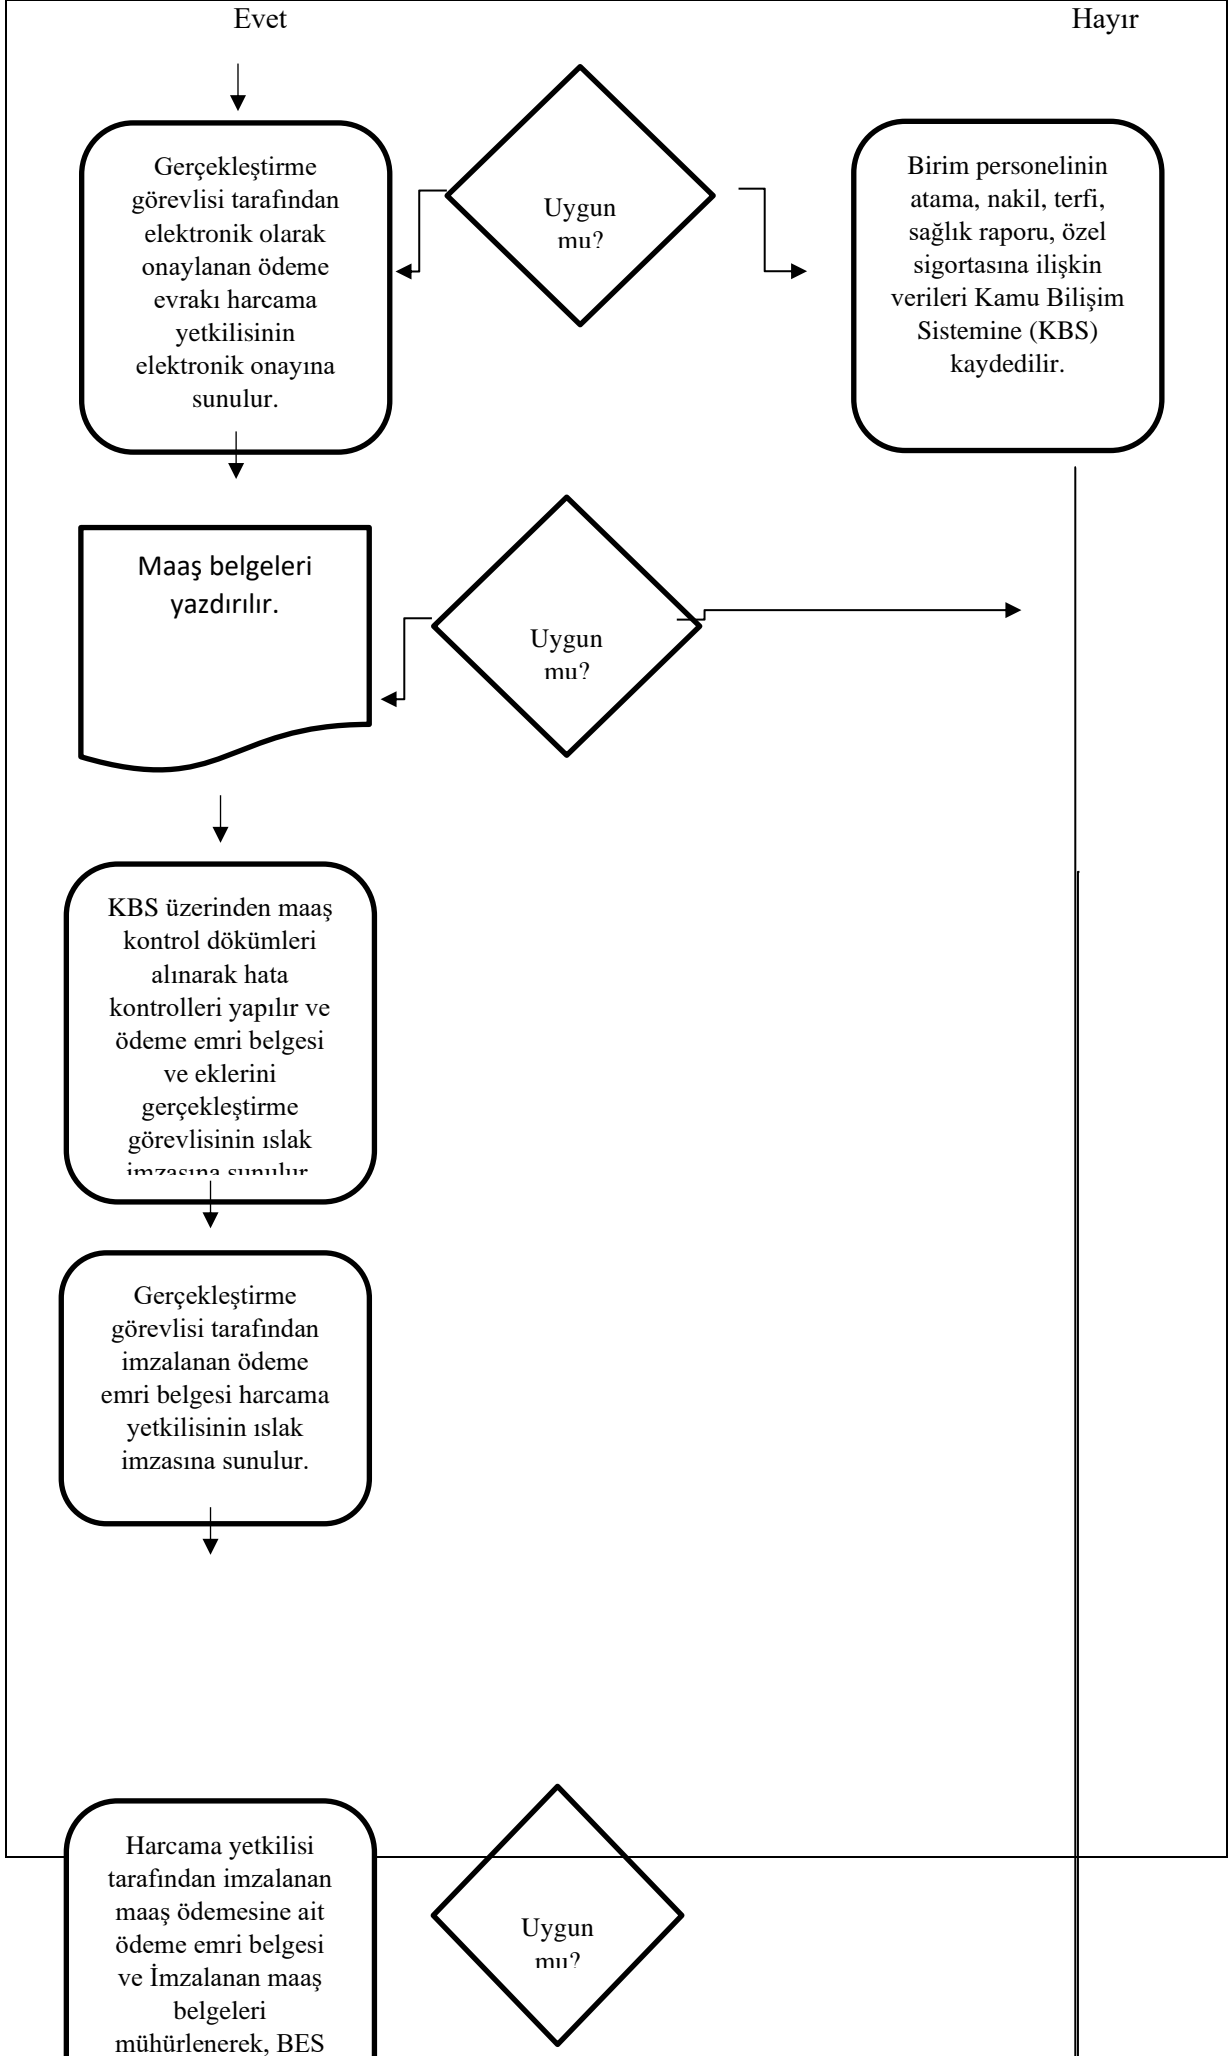 Evet
Hayır
Gerçekleştirme
görevlisi tarafından
elektronik olarak
onaylanan ödeme
evrakı harcama
yetkilisinin
elektronik onayına
sunulur.
Uygun
mu?
Birim personelinin
atama, nakil, terfi,
sağlık raporu, özel
sigortasına ilişkin
verileri Kamu Bilişim
Sistemine (KBS)
kaydedilir.
Maaş belgeleri
yazdırılır.
Uygun
mu?
KBS üzerinden maaş
kontrol dökümleri
alınarak hata
kontrolleri yapılır ve
ödeme emri belgesi
ve eklerini
gerçekleştirme
görevlisinin ıslak
imzasına sunulur
Gerçekleştirme
görevlisi tarafından
imzalanan ödeme
emri belgesi harcama
yetkilisinin ıslak
imzasına sunulur.
Harcama yetkilisi
tarafından imzalanan
maaş ödemesine ait
ödeme emri belgesi
ve İmzalanan maaş
belgeleri
mühürlenerek, BES
Uygun
mu?